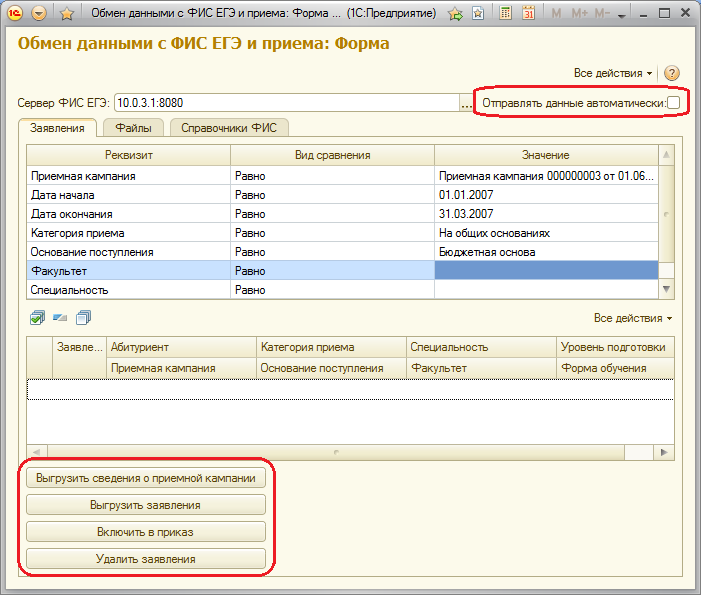 Обмен данными с ФИС ЕГЭ и приема: Форма ... (1С:Предприятие)
M M+ M-
31
Обмен данными с ФИС ЕГЭ и приема: Форма
Все действия
?
Сервер ФИС ЕГЭ: 10.0.3.1:8080 ... Отправлять данные автоматически:
Заявления Файлы Справочники ФИС
Реквизит Вид сравнения Значение
Приемная кампания Равно Приемная кампания 000000003 от 01.06...
Дата начала Равно 01.01.2007
Дата окончания Равно 31.03.2007
Категория приема Равно На общих основаниях
Основание поступления Равно Бюджетная основа
Факультет Равно
Специальность Равно
Все действия
Заявле... Абитуриент Категория приема Специальность Уровень подготовки
Приемная кампания Основание поступления Факультет Форма обучения
Выгрузить сведения о приемной кампании
Выгрузить заявления
Включить в приказ
Удалить заявления